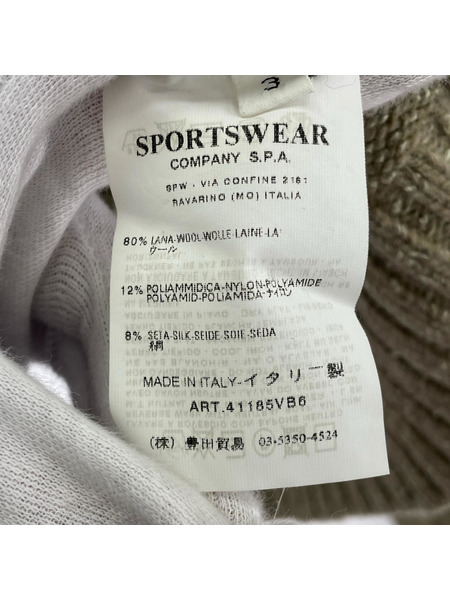 3
SPORTSWEAR
COMPANY S.P.A.
SPW - VIA CONFINE 2161
RAVARINO (MO) ITALIA
80% LANA-WOOL-WOLLE-LAINE-LA
ウール
12% POLIAMMIDICA-NYLON-POLYAMIDE
POLYAMID-POLIAMIDA-ナイロン
8% SETA-SILK-SEIDE-SOIE-SEDA
絹
MADE IN ITALY-イタリー製
ART.41185VB6
(株) 豊田貿易 03-5350-4524